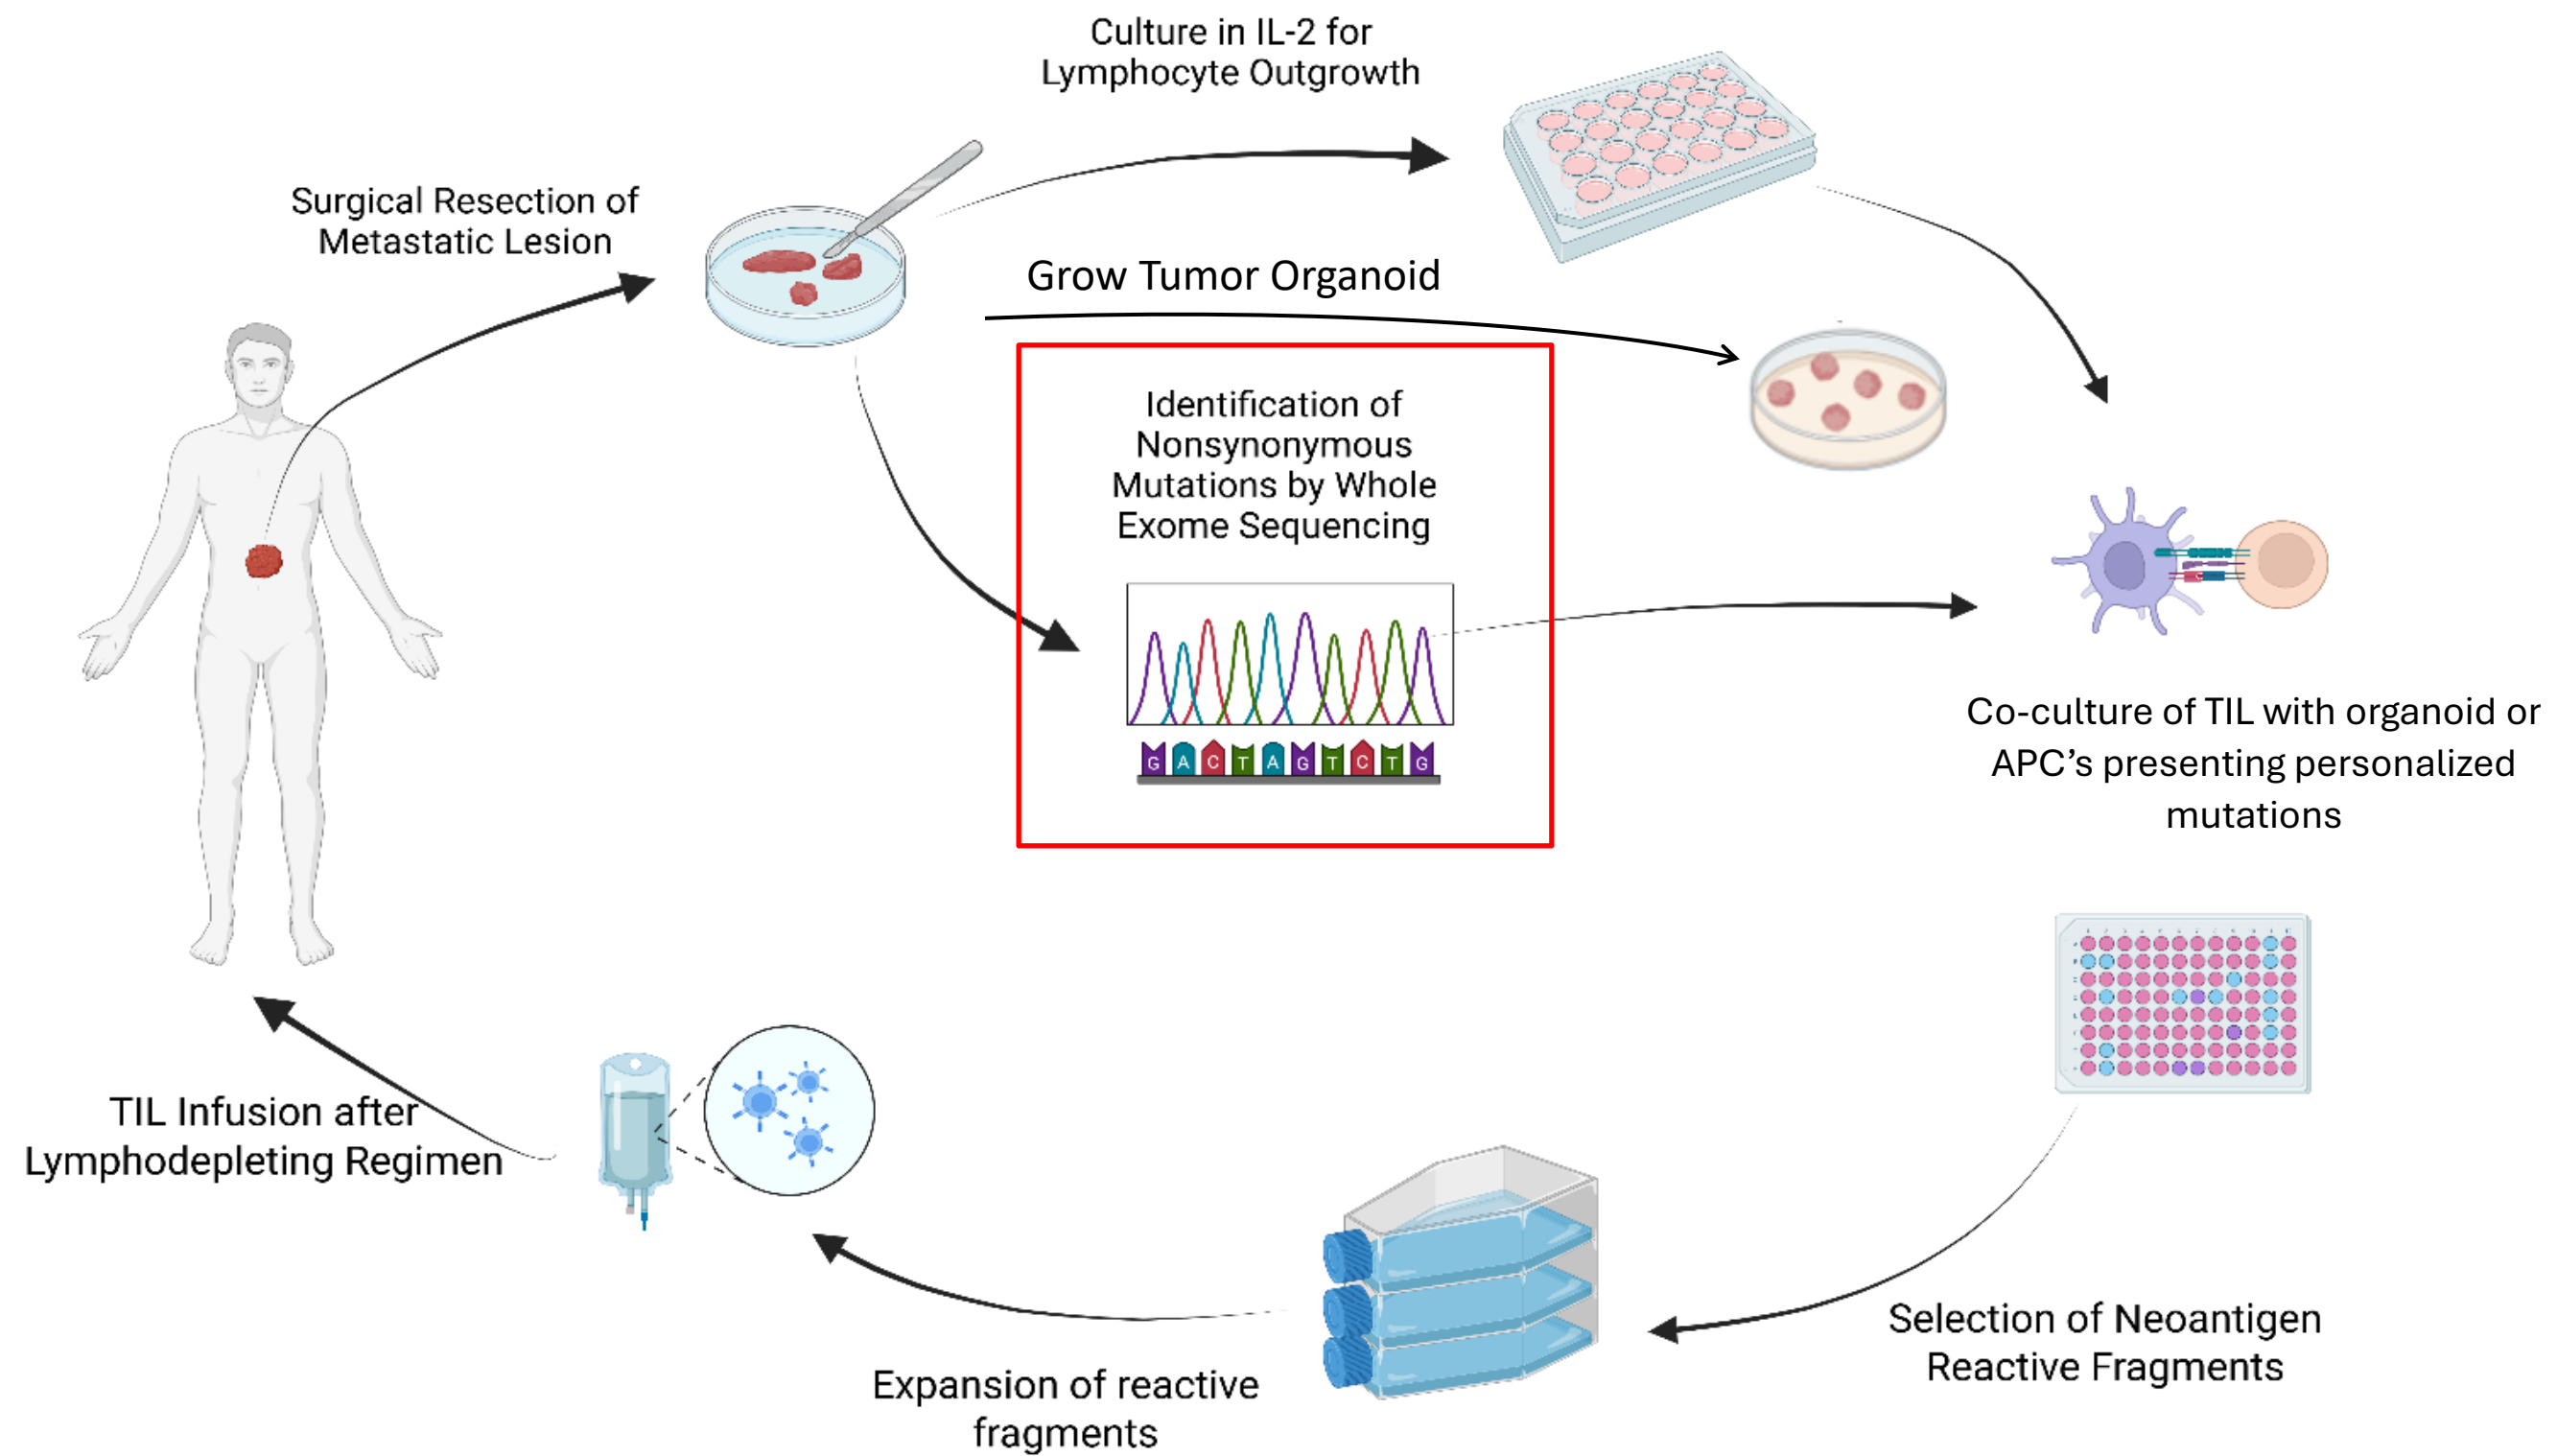 Culture in IL-2 for
Lymphocyte Outgrowth
Surgical Resection of
Metastatic Lesion
Grow Tumor Organoid
Identification of
Nonsynonymous
Mutations by Whole
Exome Sequencing
G A C T A G T C T G
Co-culture of TIL with organoid or
APC’s presenting personalized
mutations
TIL Infusion after
Lymphodepleting Regimen
Selection of Neoantigen
Reactive Fragments
Expansion of reactive
fragments